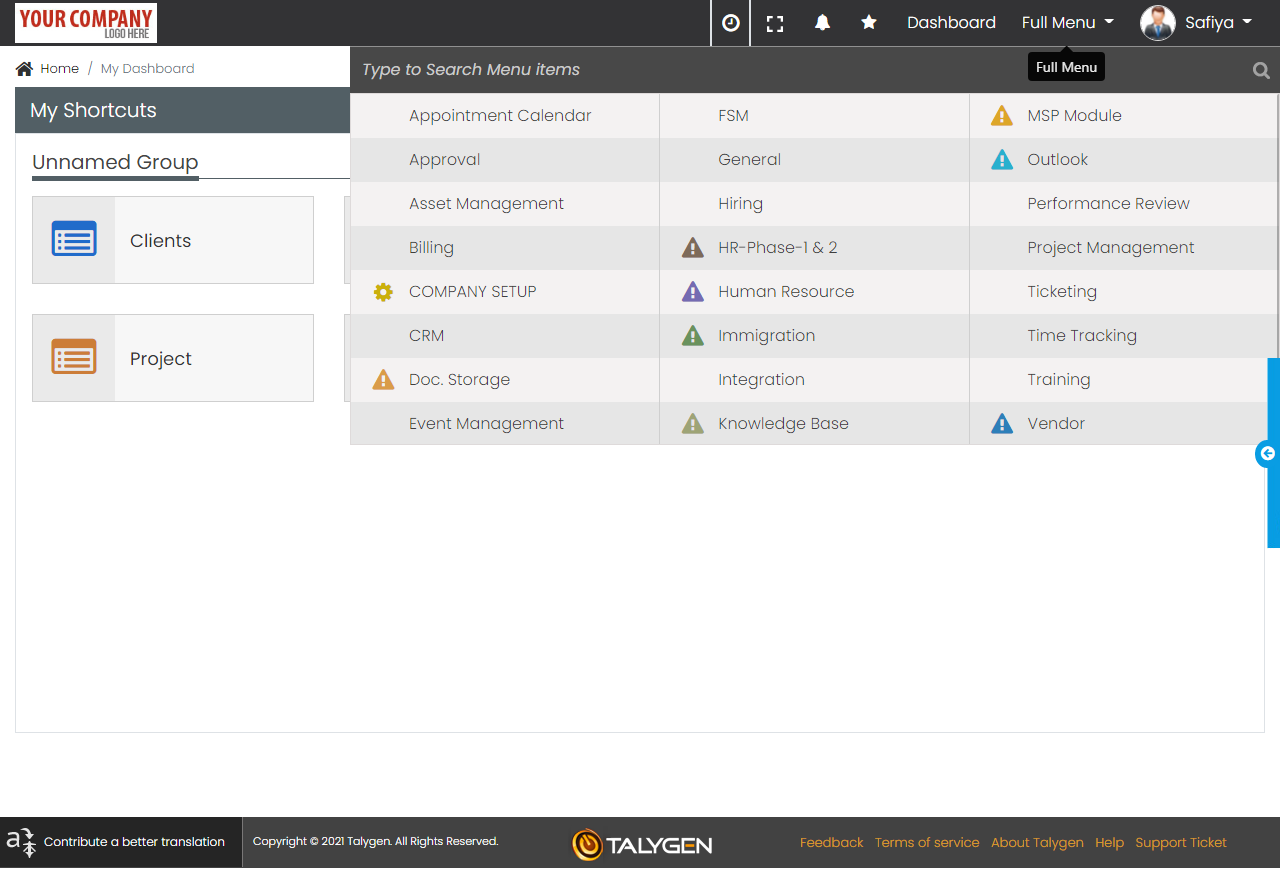 YOUR COMPANY
LOGO HERE
Dashboard
Full Menu
Safiya
Home / My Dashboard
Type to Search Menu items
Full Menu
My Shortcuts
Unnamed Group
Clients
Project
Appointment Calendar
Approval
Asset Management
Billing
COMPANY SETUP
CRM
Doc. Storage
Event Management
FSM
General
Hiring
HR-Phase-1 & 2
Human Resource
Immigration
Integration
Knowledge Base
MSP Module
Outlook
Performance Review
Project Management
Ticketing
Time Tracking
Training
Vendor
Contribute a better translation
Copyright © 2021 Talygen. All Rights Reserved.
TALYGEN
Feedback Terms of service About Talygen Help Support Ticket